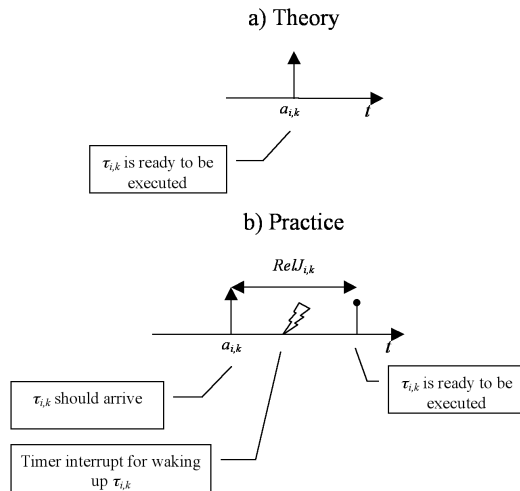 a) Theory
a_{i,k}
t
τ_{i,k} is ready to be
executed
b) Practice
RelJ_{i,k}
a_{i,k}
t
τ_{i,k} should arrive
τ_{i,k} is ready to be
executed
Timer interrupt for waking
up τ_{i,k}